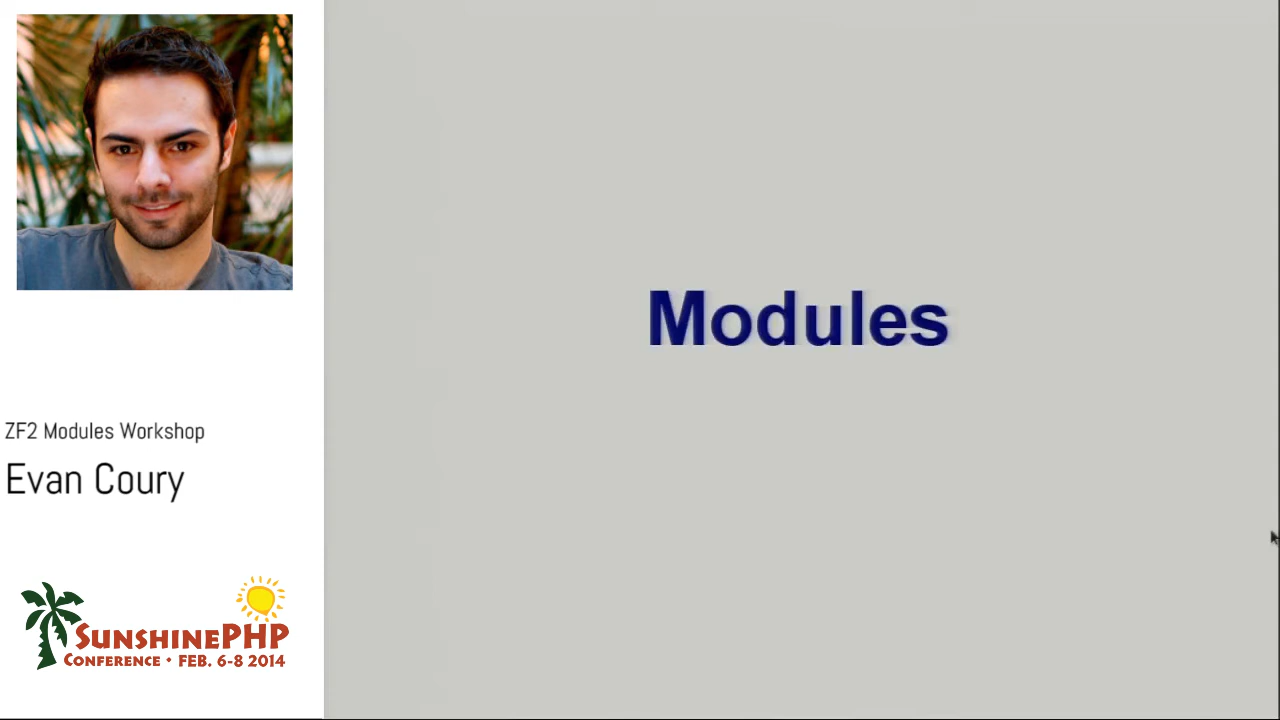 Modules
ZF2 Modules Workshop
Evan Coury
SUNSHINEPHP
CONFERENCE • FEB. 6-8 2014